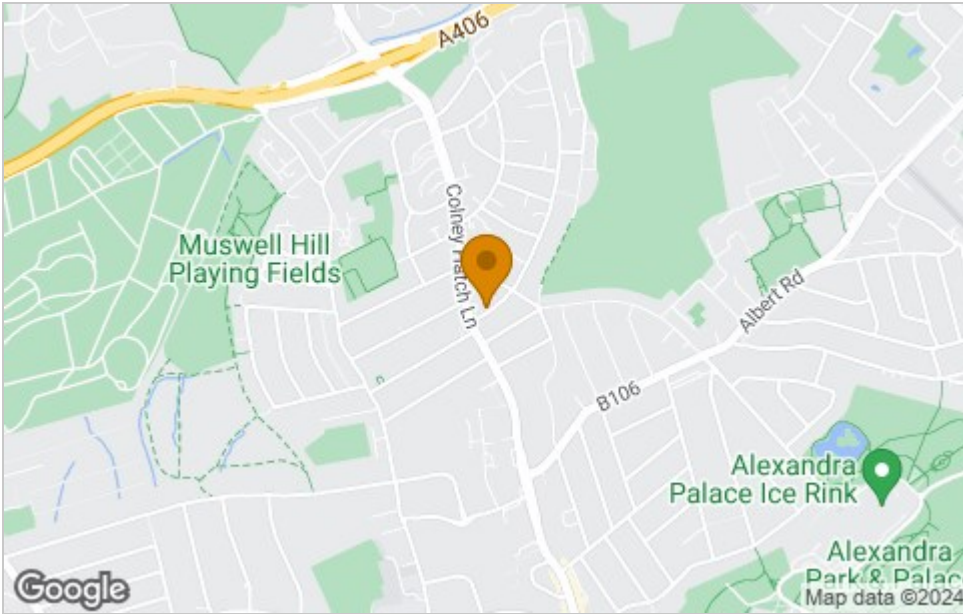 A406
Colney Hatch Ln
Muswell Hill
Playing Fields
Albert Rd
B106
Alexandra
Palace Ice Rink
Alexandra
Park & Palac
Google
Map data ©2024